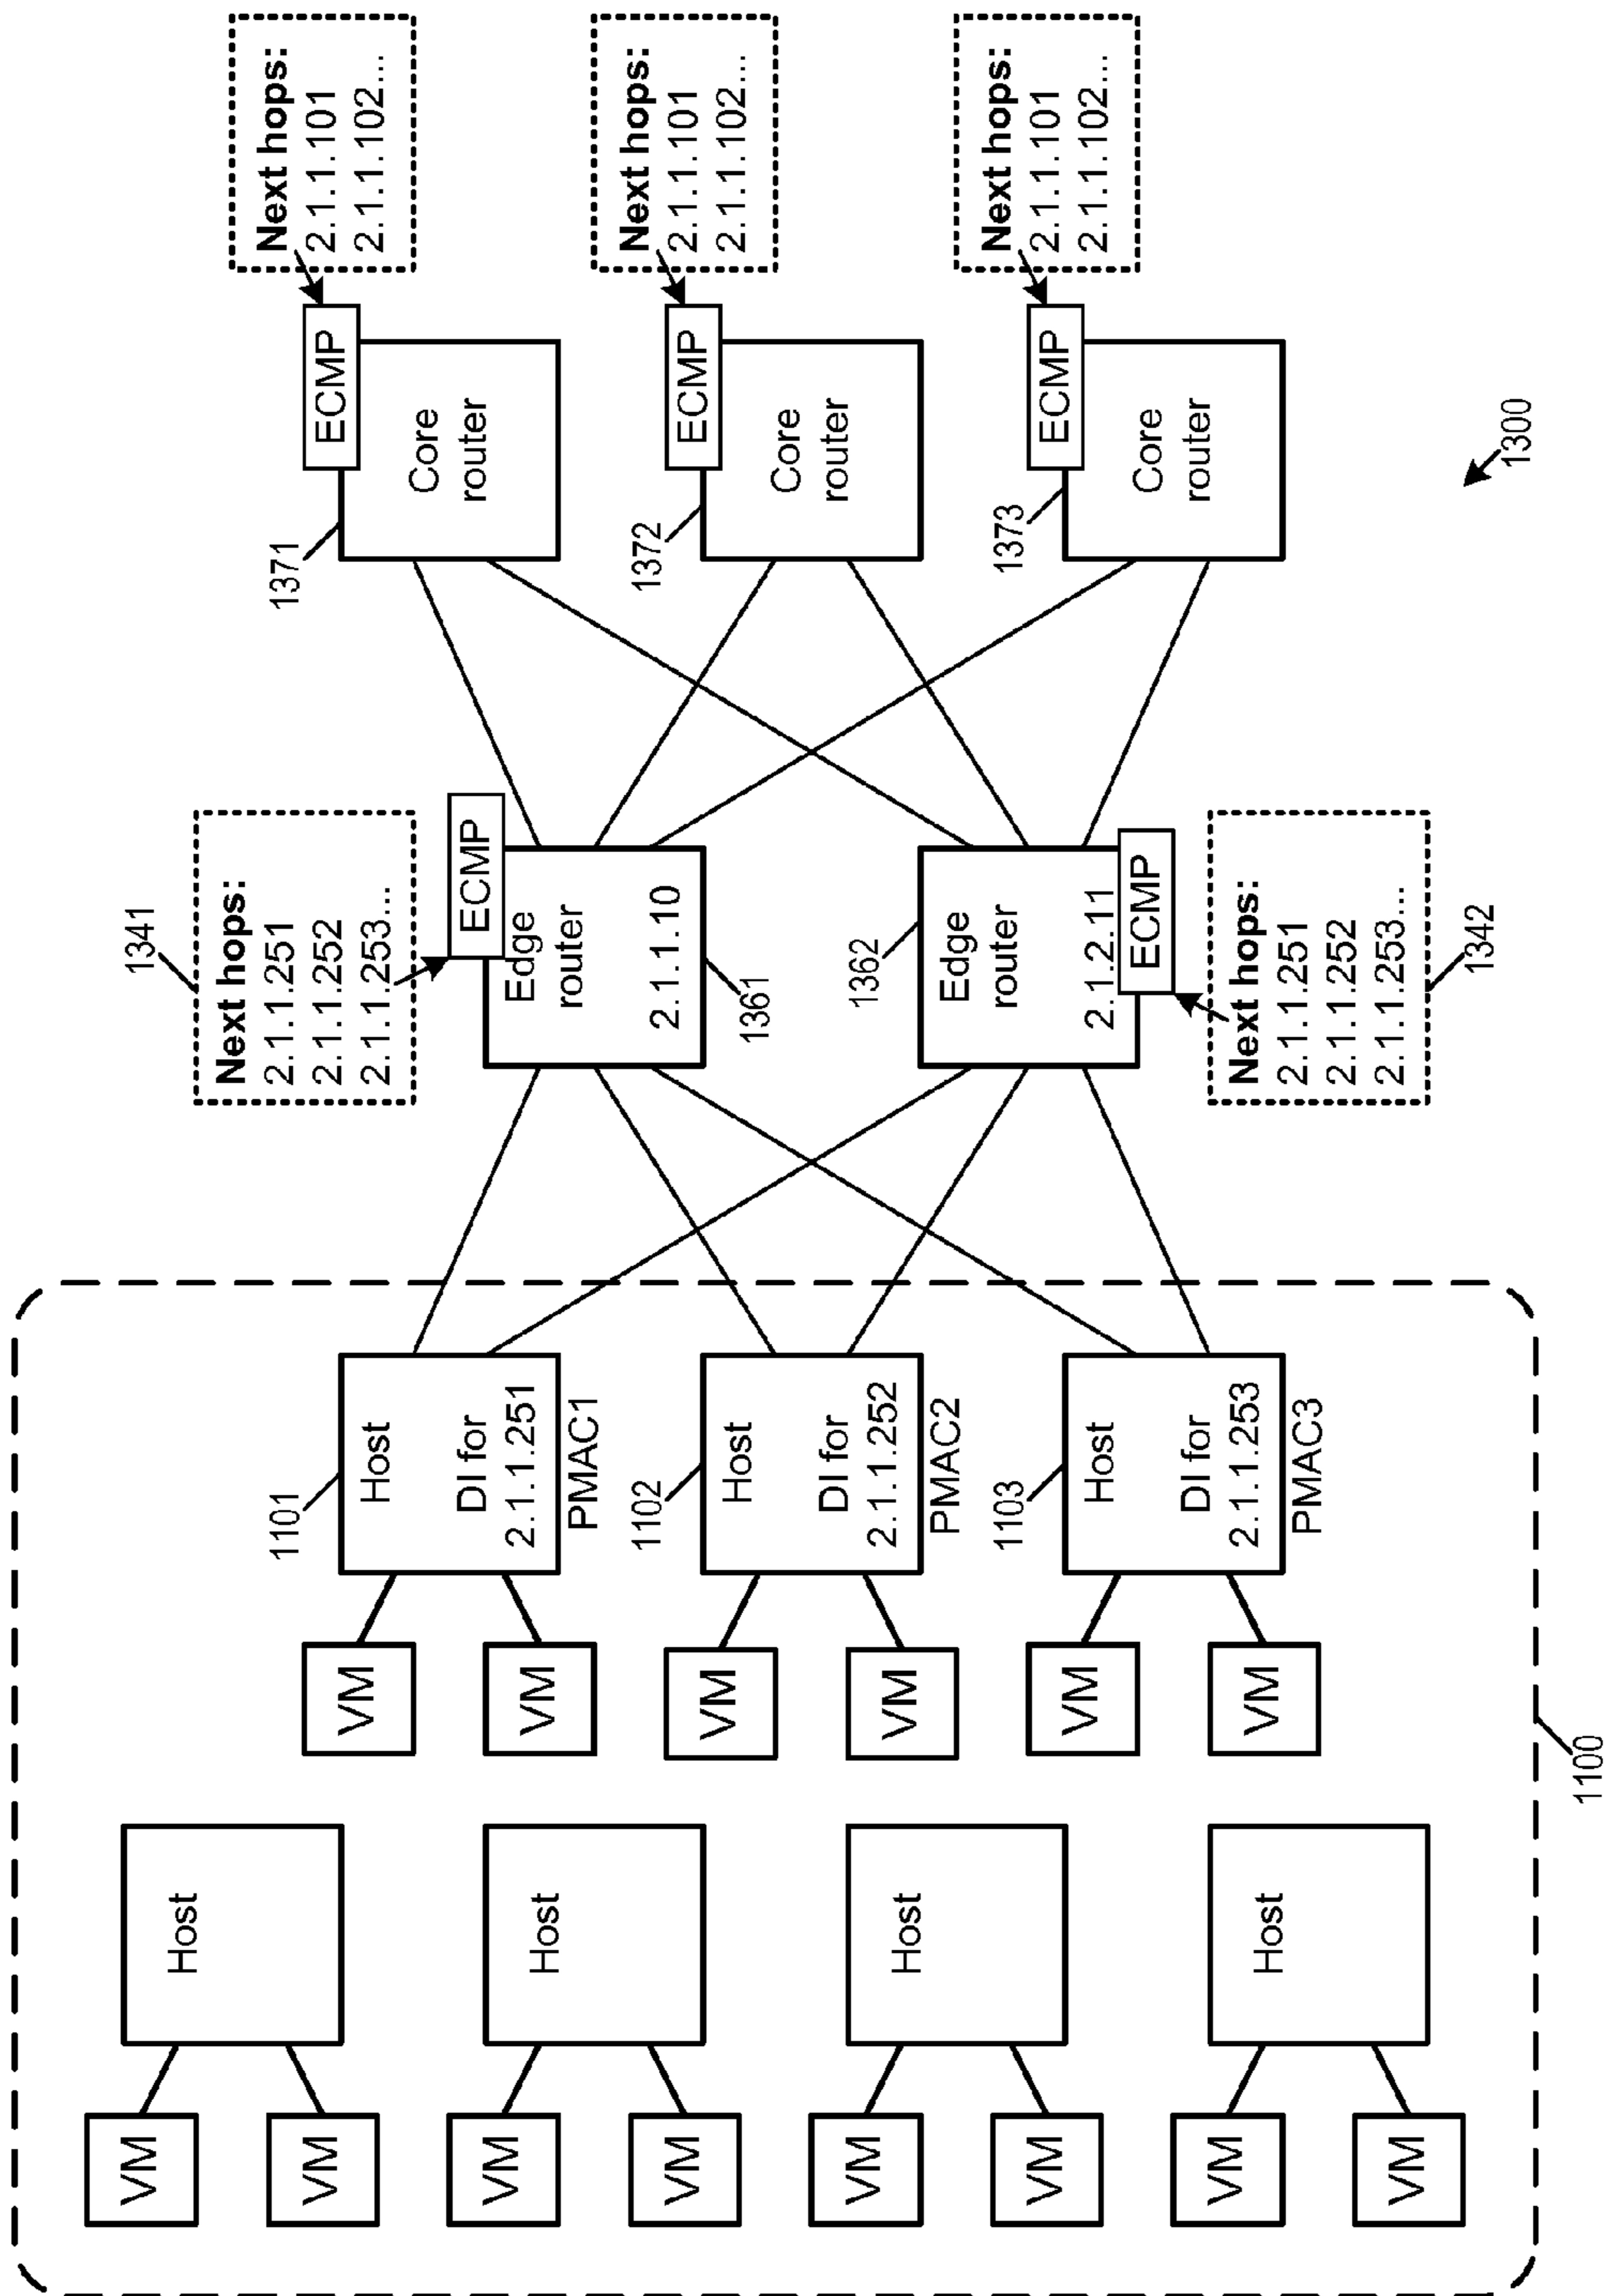 VM
VM
VM
VM
VM
VM
VM
VM
Host
Host
Host
Host
1100
VM
VM
VM
VM
VM
VM
1103
Host
DI for
2.1.1.253
PMAC3
1102
Host
DI for
2.1.1.252
PMAC2
1101
Host
DI for
2.1.1.251
PMAC1
1342
Next hops:
2.1.1.251
2.1.1.252
2.1.1.253...
ECMP
1362
Edge
router
2.1.2.11
1361
Edge
router
2.1.1.10
ECMP
1341
Next hops:
2.1.1.251
2.1.1.252
2.1.1.253...
1373
Core
router
ECMP
Next hops:
2.1.1.101
2.1.1.102...
1372
Core
router
ECMP
Next hops:
2.1.1.101
2.1.1.102...
1371
Core
router
ECMP
Next hops:
2.1.1.101
2.1.1.102...
1300